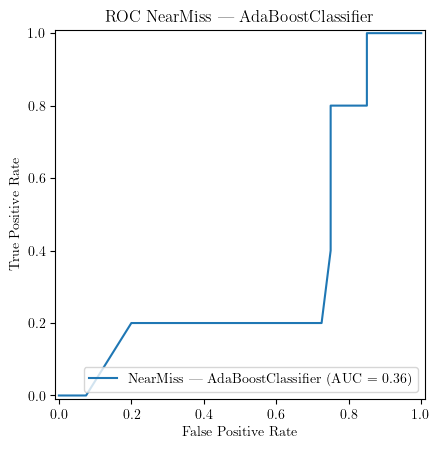 ROC NearMiss — AdaBoostClassifier
True Positive Rate
1.0
0.8
0.6
0.4
0.2
0.0
NearMiss — AdaBoostClassifier (AUC = 0.36)
0.0 0.2 0.4 0.6 0.8 1.0
False Positive Rate